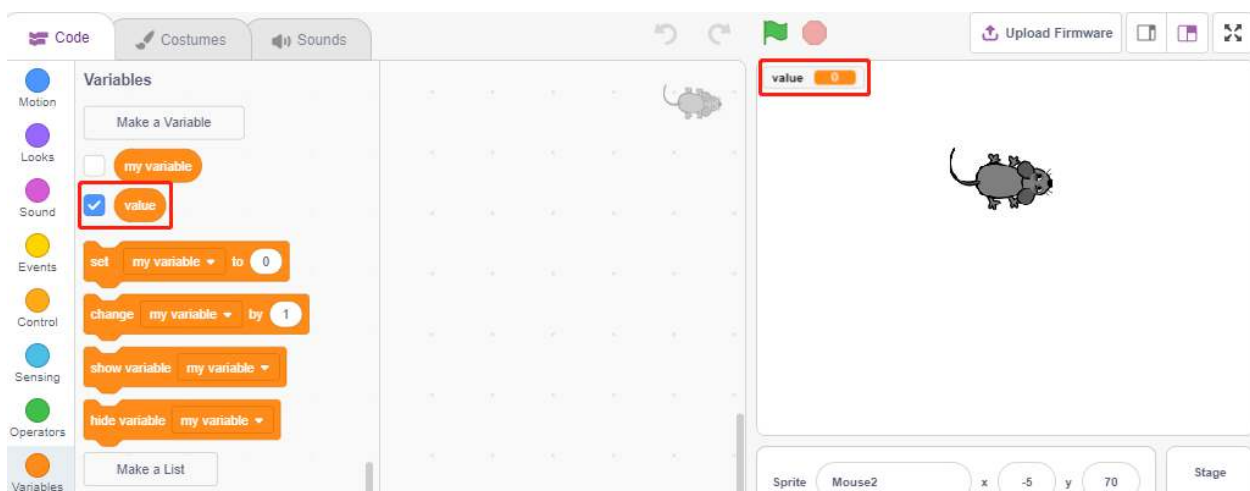 Code
Costumes
Sounds
Upload Firmware
Motion
Looks
Sound
Events
Control
Sensing
Operators
Variables
Variables
Make a Variable
my variable
value
set my variable to 0
change my variable by 1
show variable my variable
hide variable my variable
Make a List
value 0
Sprite Mouse2 x -5 y 70
Stage